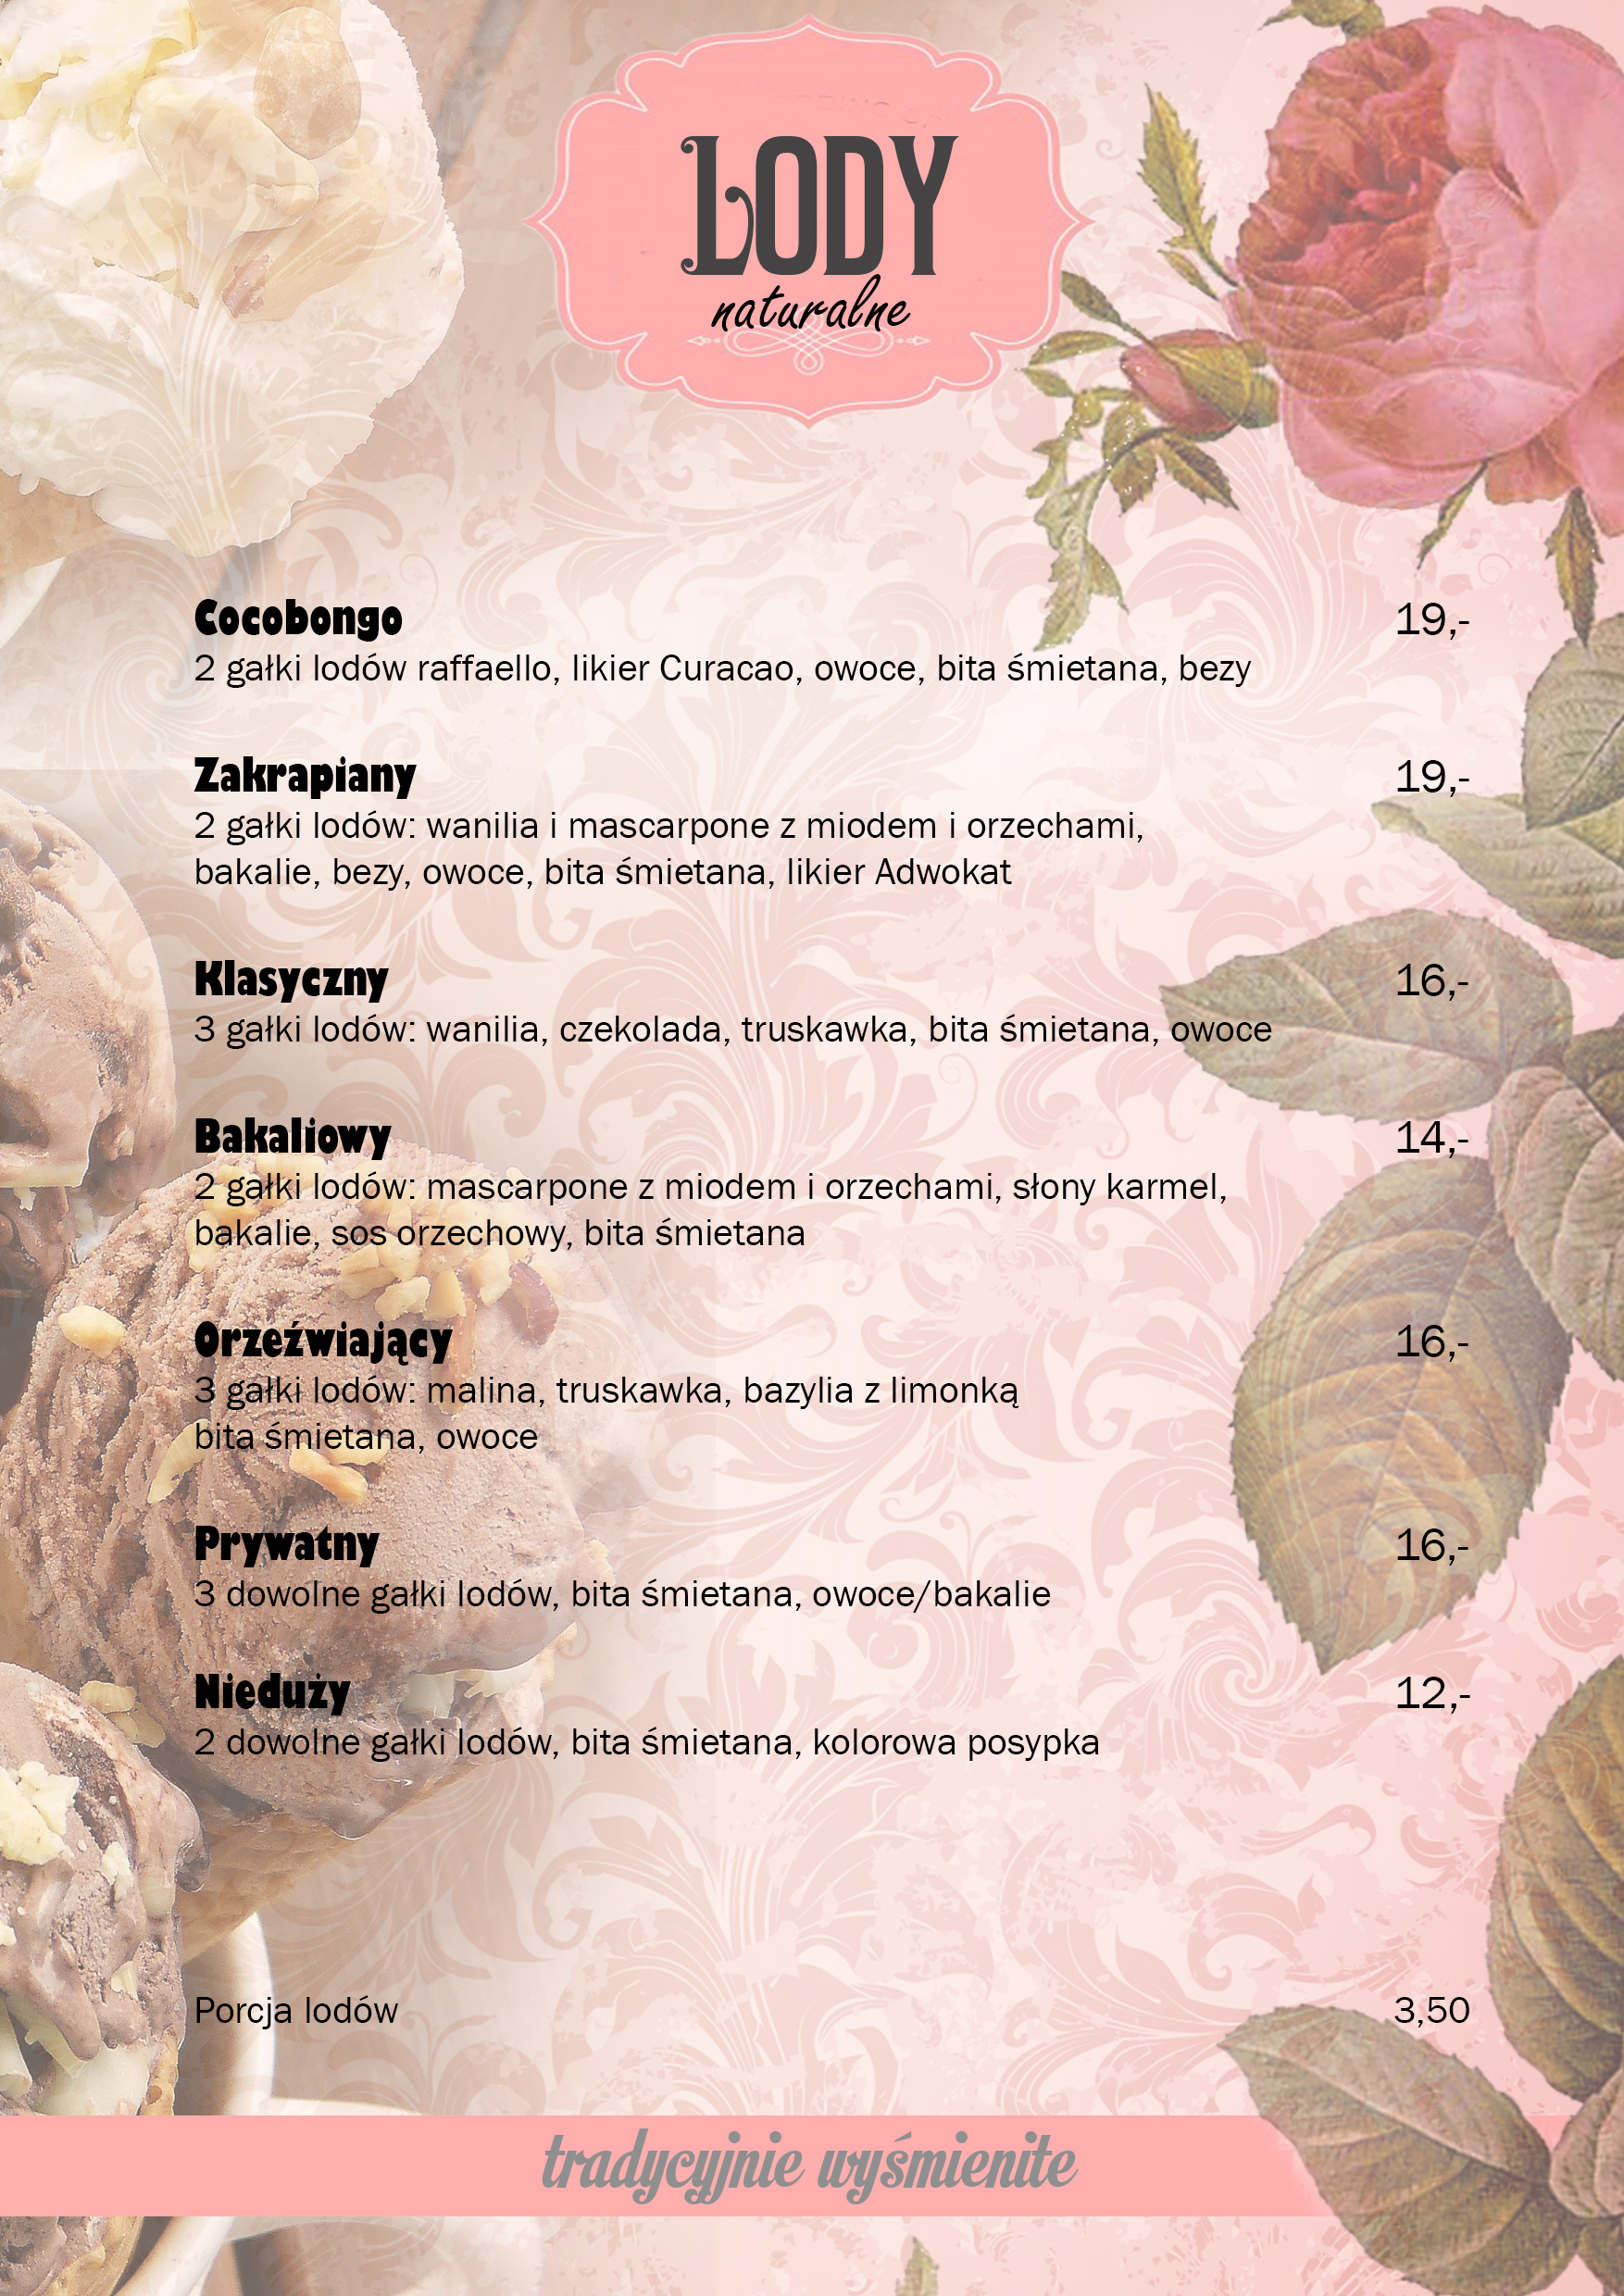 LODY
naturalne
Cocobongo 19,-
2 gałki lodów raffaello, likier Curacao, owoce, bita śmietana, bezy
Zakrapiany 19,-
2 gałki lodów: wanilia i mascarpone z miodem i orzechami,
bakalie, bezy, owoce, bita śmietana, likier Adwokat
Klasyczny 16,-
3 gałki lodów: wanilia, czekolada, truskawka, bita śmietana, owoce
Bakaliowy 14,-
2 gałki lodów: mascarpone z miodem i orzechami, słony karmel,
bakalie, sos orzechowy, bita śmietana
Orzeźwiający 16,-
3 gałki lodów: malina, truskawka, bazylia z limonką
bita śmietana, owoce
Prywatny 16,-
3 dowolne gałki lodów, bita śmietana, owoce/bakalie
Nieduży 12,-
2 dowolne gałki lodów, bita śmietana, kolorowa posypka
Porcja lodów 3,50
tradycyjnie wyśmienite